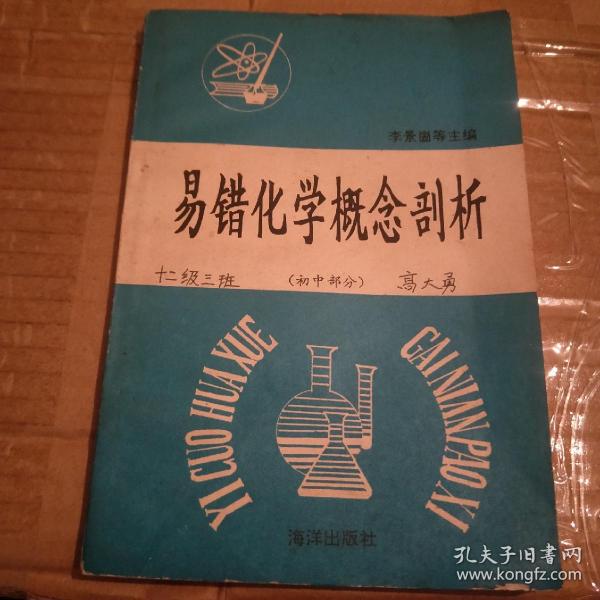 李景崮等主编
易错化学概念剖析
十二级三班 (初中部分) 高大勇
YI CUO HUA XUE GAI NIAN PAO XI
海洋出版社
孔夫子旧书网
www.kongfz.com